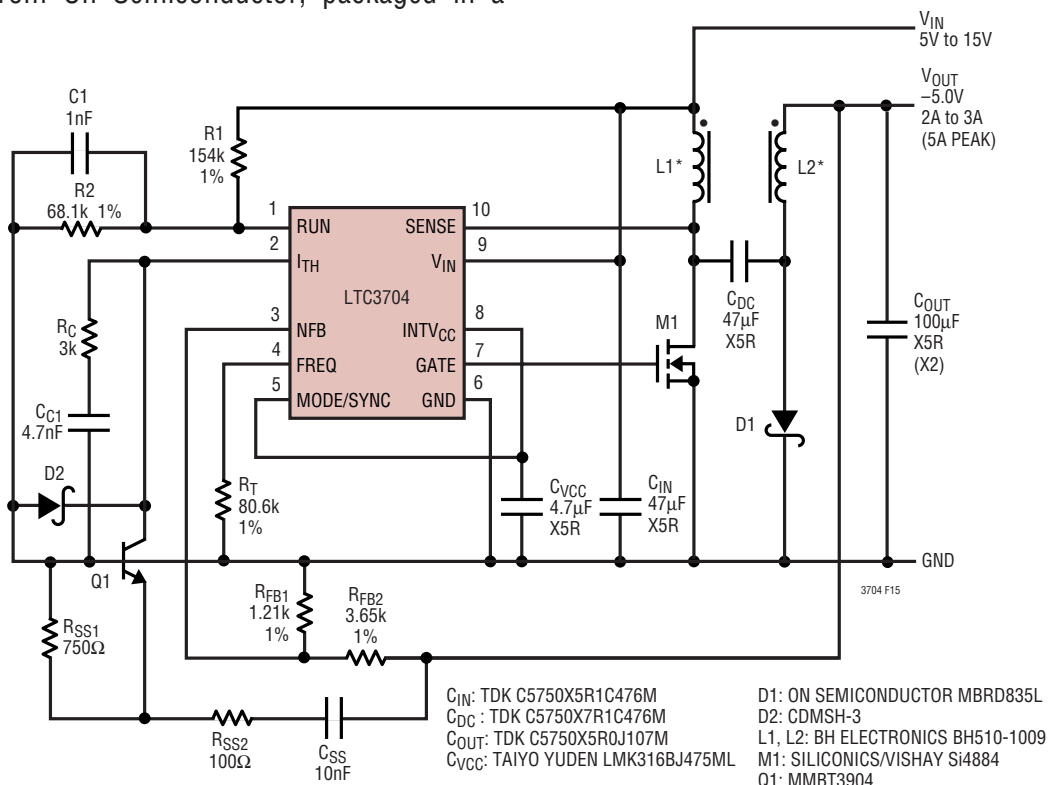 from On Semiconductor, packaged in a
V_IN
5V to 15V
V_OUT
–5.0V
2A to 3A
(5A PEAK)
C1
1nF
R1
154k
1%
L1*
L2*
R2
68.1k 1%
1
RUN
SENSE
10
2
I_TH
V_IN
9
LTC3704
C_DC
47µF
X5R
C_OUT
100µF
X5R
(X2)
R_C
3k
3
NFB
INTV_CC
8
M1
4
FREQ
GATE
7
5
MODE/SYNC
GND
6
D1
C_C1
4.7nF
D2
R_T
80.6k
1%
C_VCC
4.7µF
X5R
C_IN
47µF
X5R
GND
Q1
3704 F15
R_FB1
1.21k
1%
R_FB2
3.65k
1%
R_SS1
750Ω
R_SS2
100Ω
C_SS
10nF
C_IN: TDK C5750X5R1C476M
C_DC : TDK C5750X7R1C476M
C_OUT: TDK C5750X5R0J107M
C_VCC: TAIYO YUDEN LMK316BJ475ML
D1: ON SEMICONDUCTOR MBRD835L
D2: CDMSH-3
L1, L2: BH ELECTRONICS BH510-1009
M1: SILICONICS/VISHAY Si4884
Q1: MMBT3904